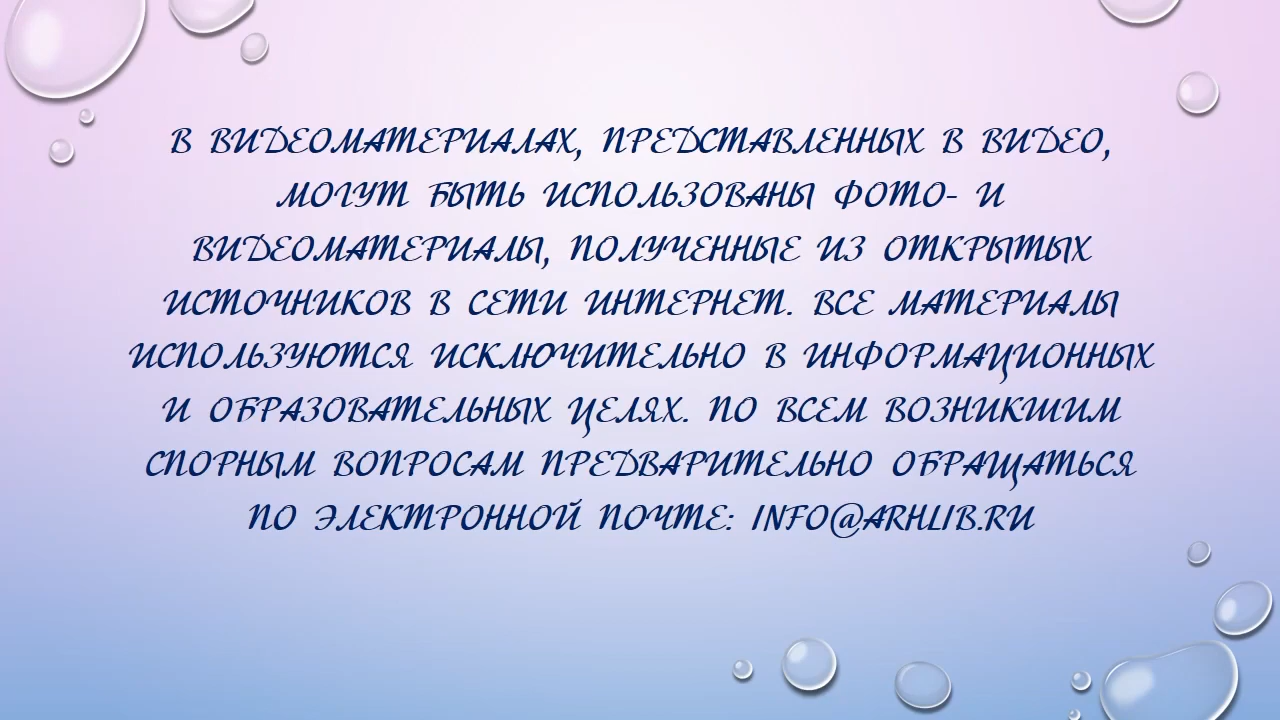 В ВИДЕОМАТЕРИАЛАХ, ПРЕДСТАВЛЕННЫХ В ВИДЕО,
МОГУТ БЫТЬ ИСПОЛЬЗОВАНЫ ФОТО- И
ВИДЕОМАТЕРИАЛЫ, ПОЛУЧЕННЫЕ ИЗ ОТКРЫТЫХ
ИСТОЧНИКОВ В СЕТИ ИНТЕРНЕТ. ВСЕ МАТЕРИАЛЫ
ИСПОЛЬЗУЮТСЯ ИСКЛЮЧИТЕЛЬНО В ИНФОРМАЦИОННЫХ
И ОБРАЗОВАТЕЛЬНЫХ ЦЕЛЯХ. ПО ВСЕМ ВОЗНИКШИМ
СПОРНЫМ ВОПРОСАМ ПРЕДВАРИТЕЛЬНО ОБРАЩАТЬСЯ
ПО ЭЛЕКТРОННОЙ ПОЧТЕ: INFO@ARHLIB.RU